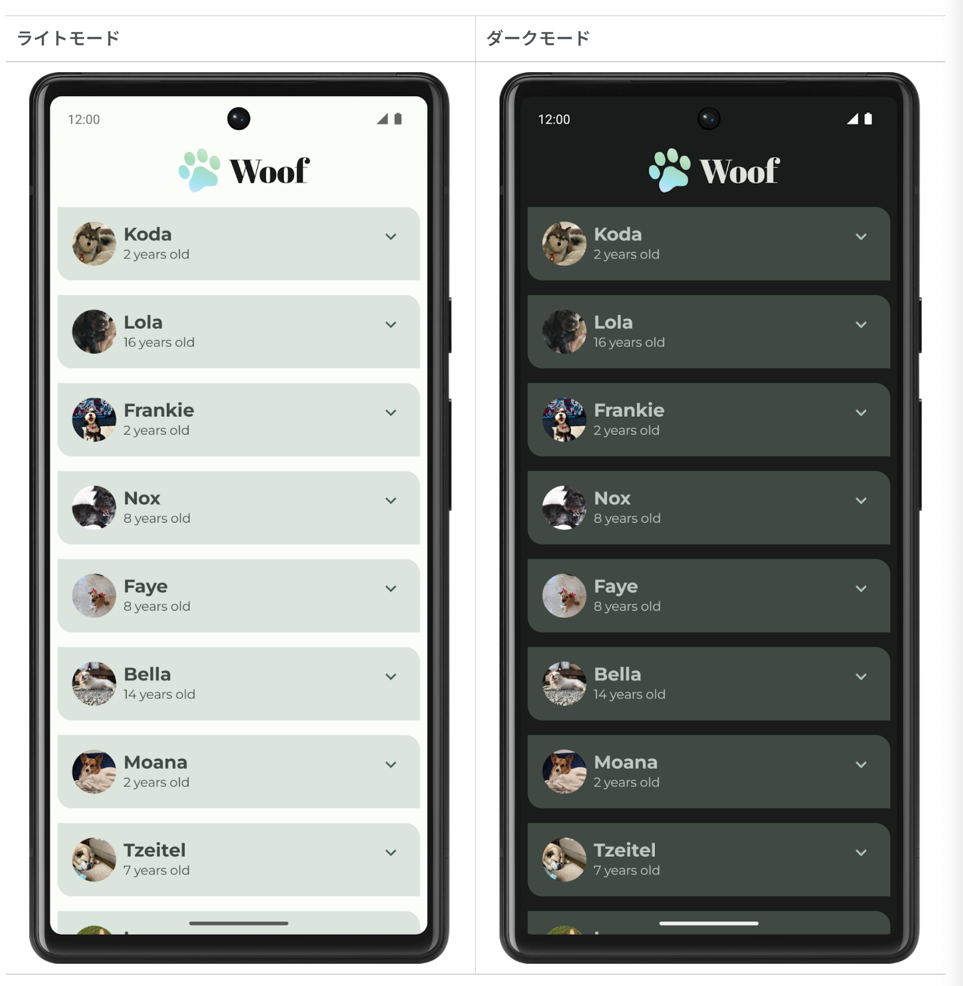 ライトモード
ダークモード
12:00
Woof
Koda
2 years old
Lola
16 years old
Frankie
2 years old
Nox
8 years old
Faye
8 years old
Bella
14 years old
Moana
2 years old
Tzeitel
7 years old
12:00
Woof
Koda
2 years old
Lola
16 years old
Frankie
2 years old
Nox
8 years old
Faye
8 years old
Bella
14 years old
Moana
2 years old
Tzeitel
7 years old